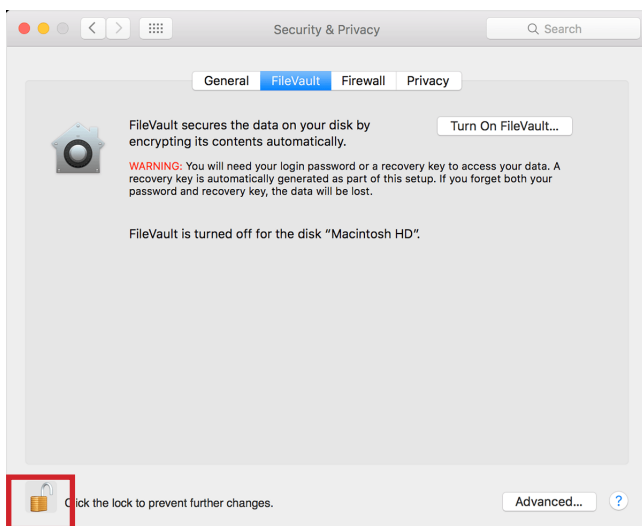 Security & Privacy
Search
General FileVault Firewall Privacy
FileVault secures the data on your disk by
encrypting its contents automatically.
Turn On FileVault...
WARNING: You will need your login password or a recovery key to access your data. A
recovery key is automatically generated as part of this setup. If you forget both your
password and recovery key, the data will be lost.
FileVault is turned off for the disk “Macintosh HD”.
Click the lock to prevent further changes.
Advanced...
?